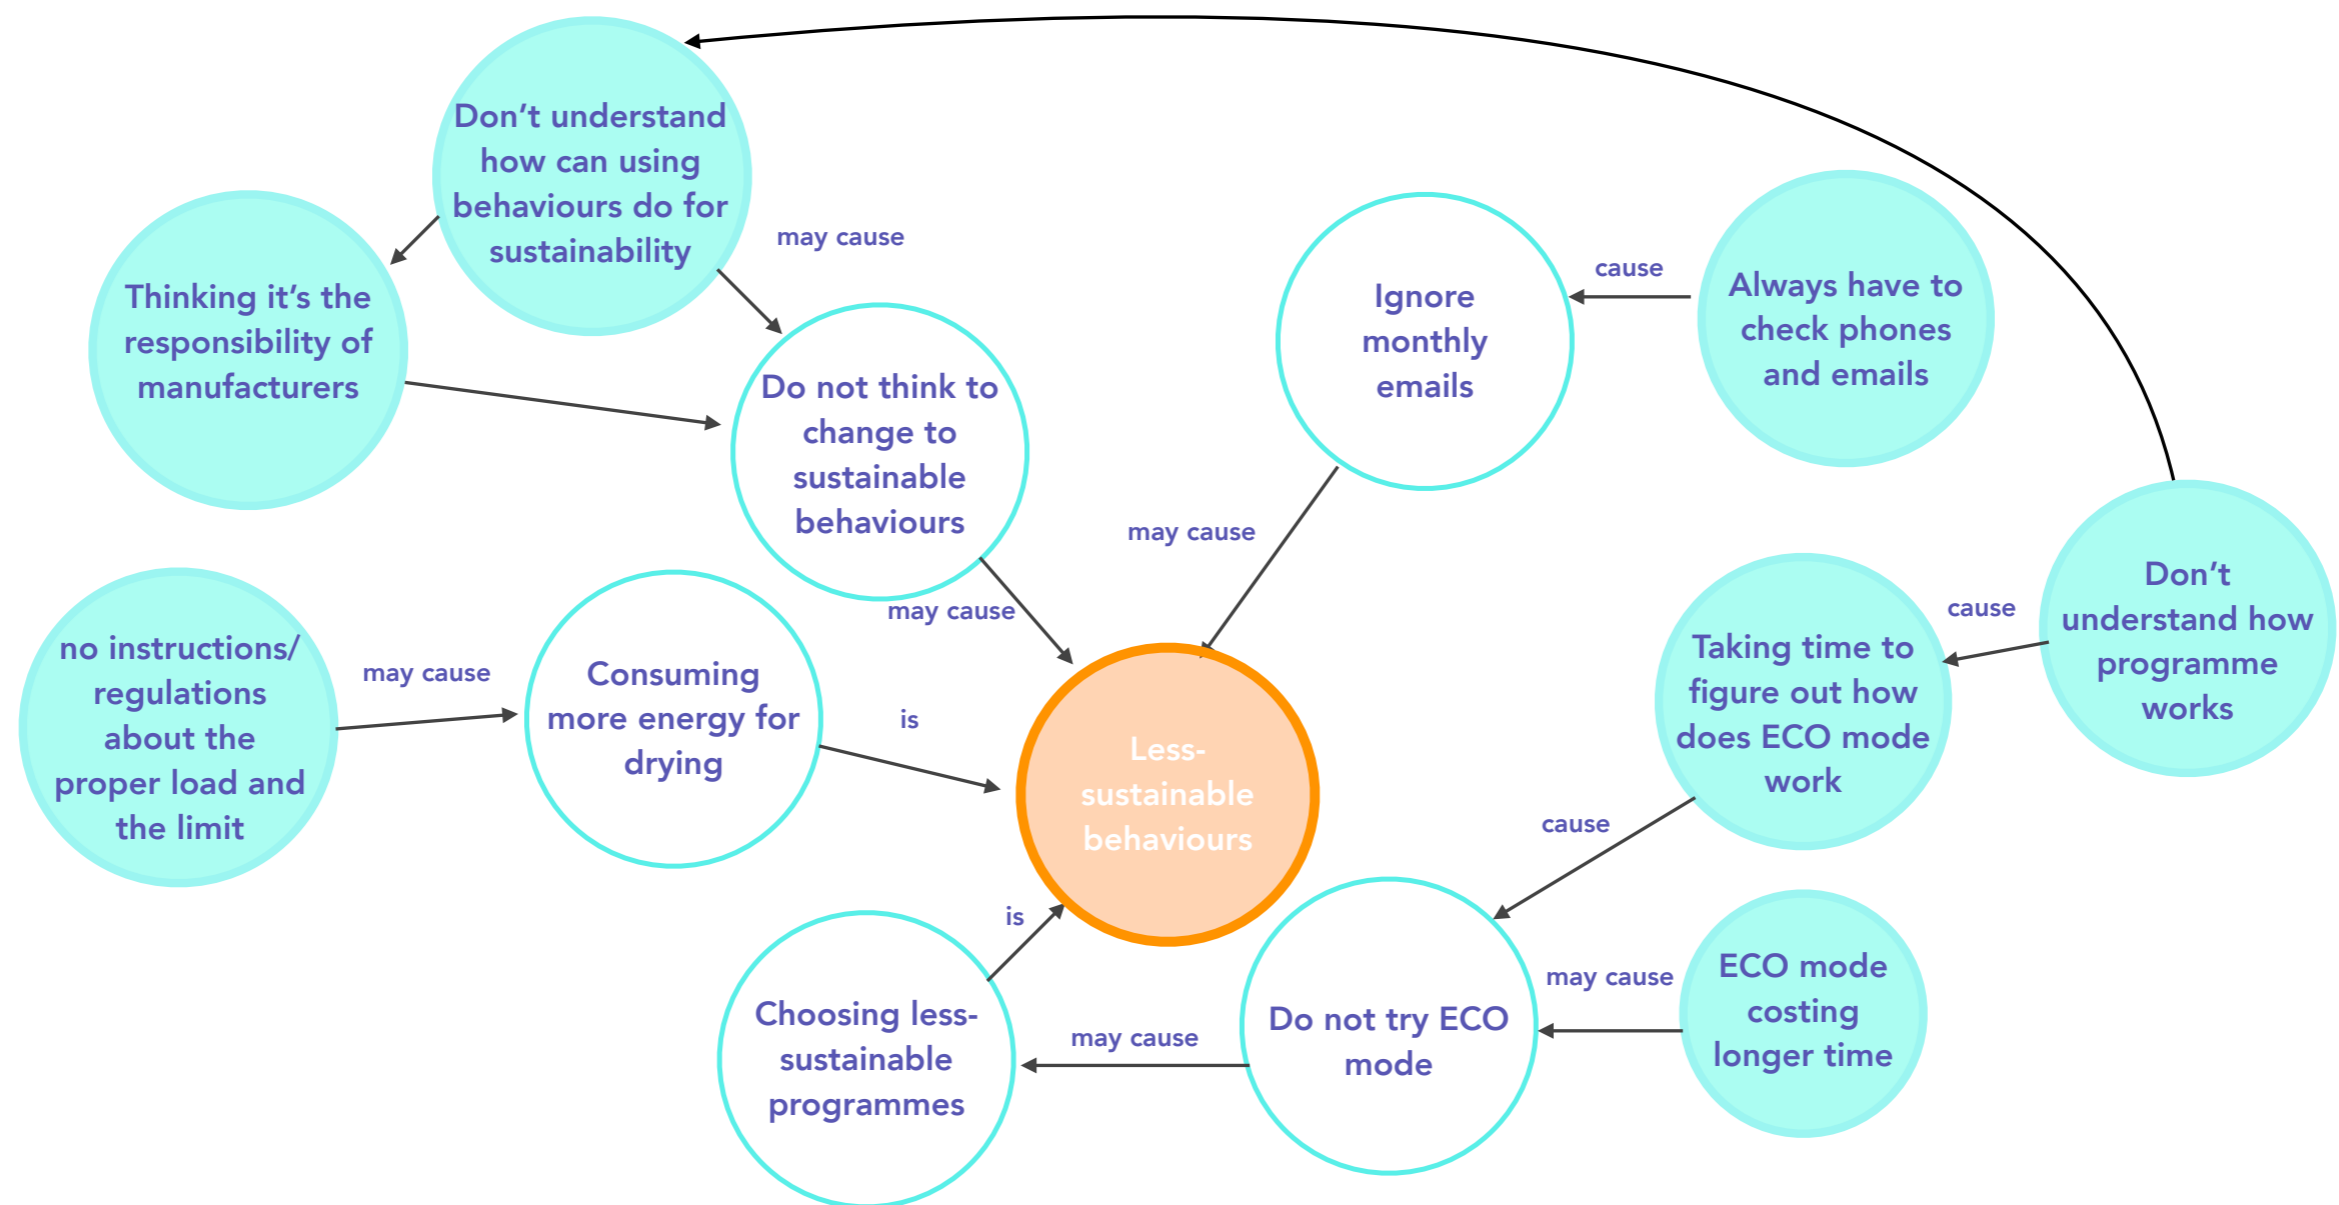 Don’t understand
how can using
behaviours do for
sustainability
may cause
Thinking it’s the
responsibility of
manufacturers
Do not think to
change to
sustainable
behaviours
may cause
Ignore
monthly
emails
cause
Always have to
check phones
and emails
may cause
no instructions/
regulations
about the
proper load and
the limit
may cause
Consuming
more energy for
drying
is
Less-
sustainable
behaviours
Taking time to
figure out how
does ECO mode
work
cause
Don’t
understand how
programme
works
cause
is
Choosing less-
sustainable
programmes
may cause
Do not try ECO
mode
may cause
ECO mode
costing
longer time